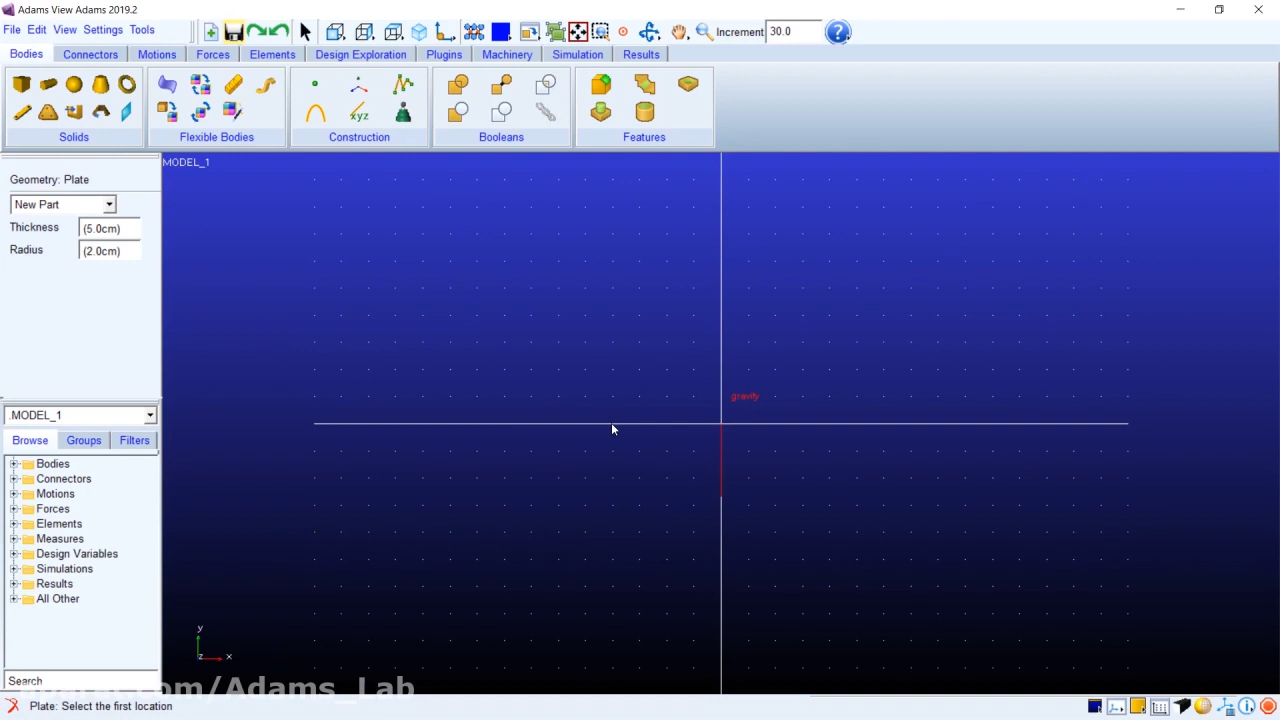 Adams View Adams 2019.2
File Edit View Settings Tools
Increment 30.0
Bodies Connectors Motions Forces Elements Design Exploration Plugins Machinery Simulation Results
xyz
Solids Flexible Bodies Construction Booleans Features
Geometry: Plate
MODEL_1
New Part
Thickness (5.0cm)
Radius (2.0cm)
gravity
.MODEL_1
Browse Groups Filters
Bodies
Connectors
Motions
Forces
Elements
Measures
Design Variables
Simulations
Results
All Other
y
z x
Search
aparat.com/Adams_Lab
Plate: Select the first location